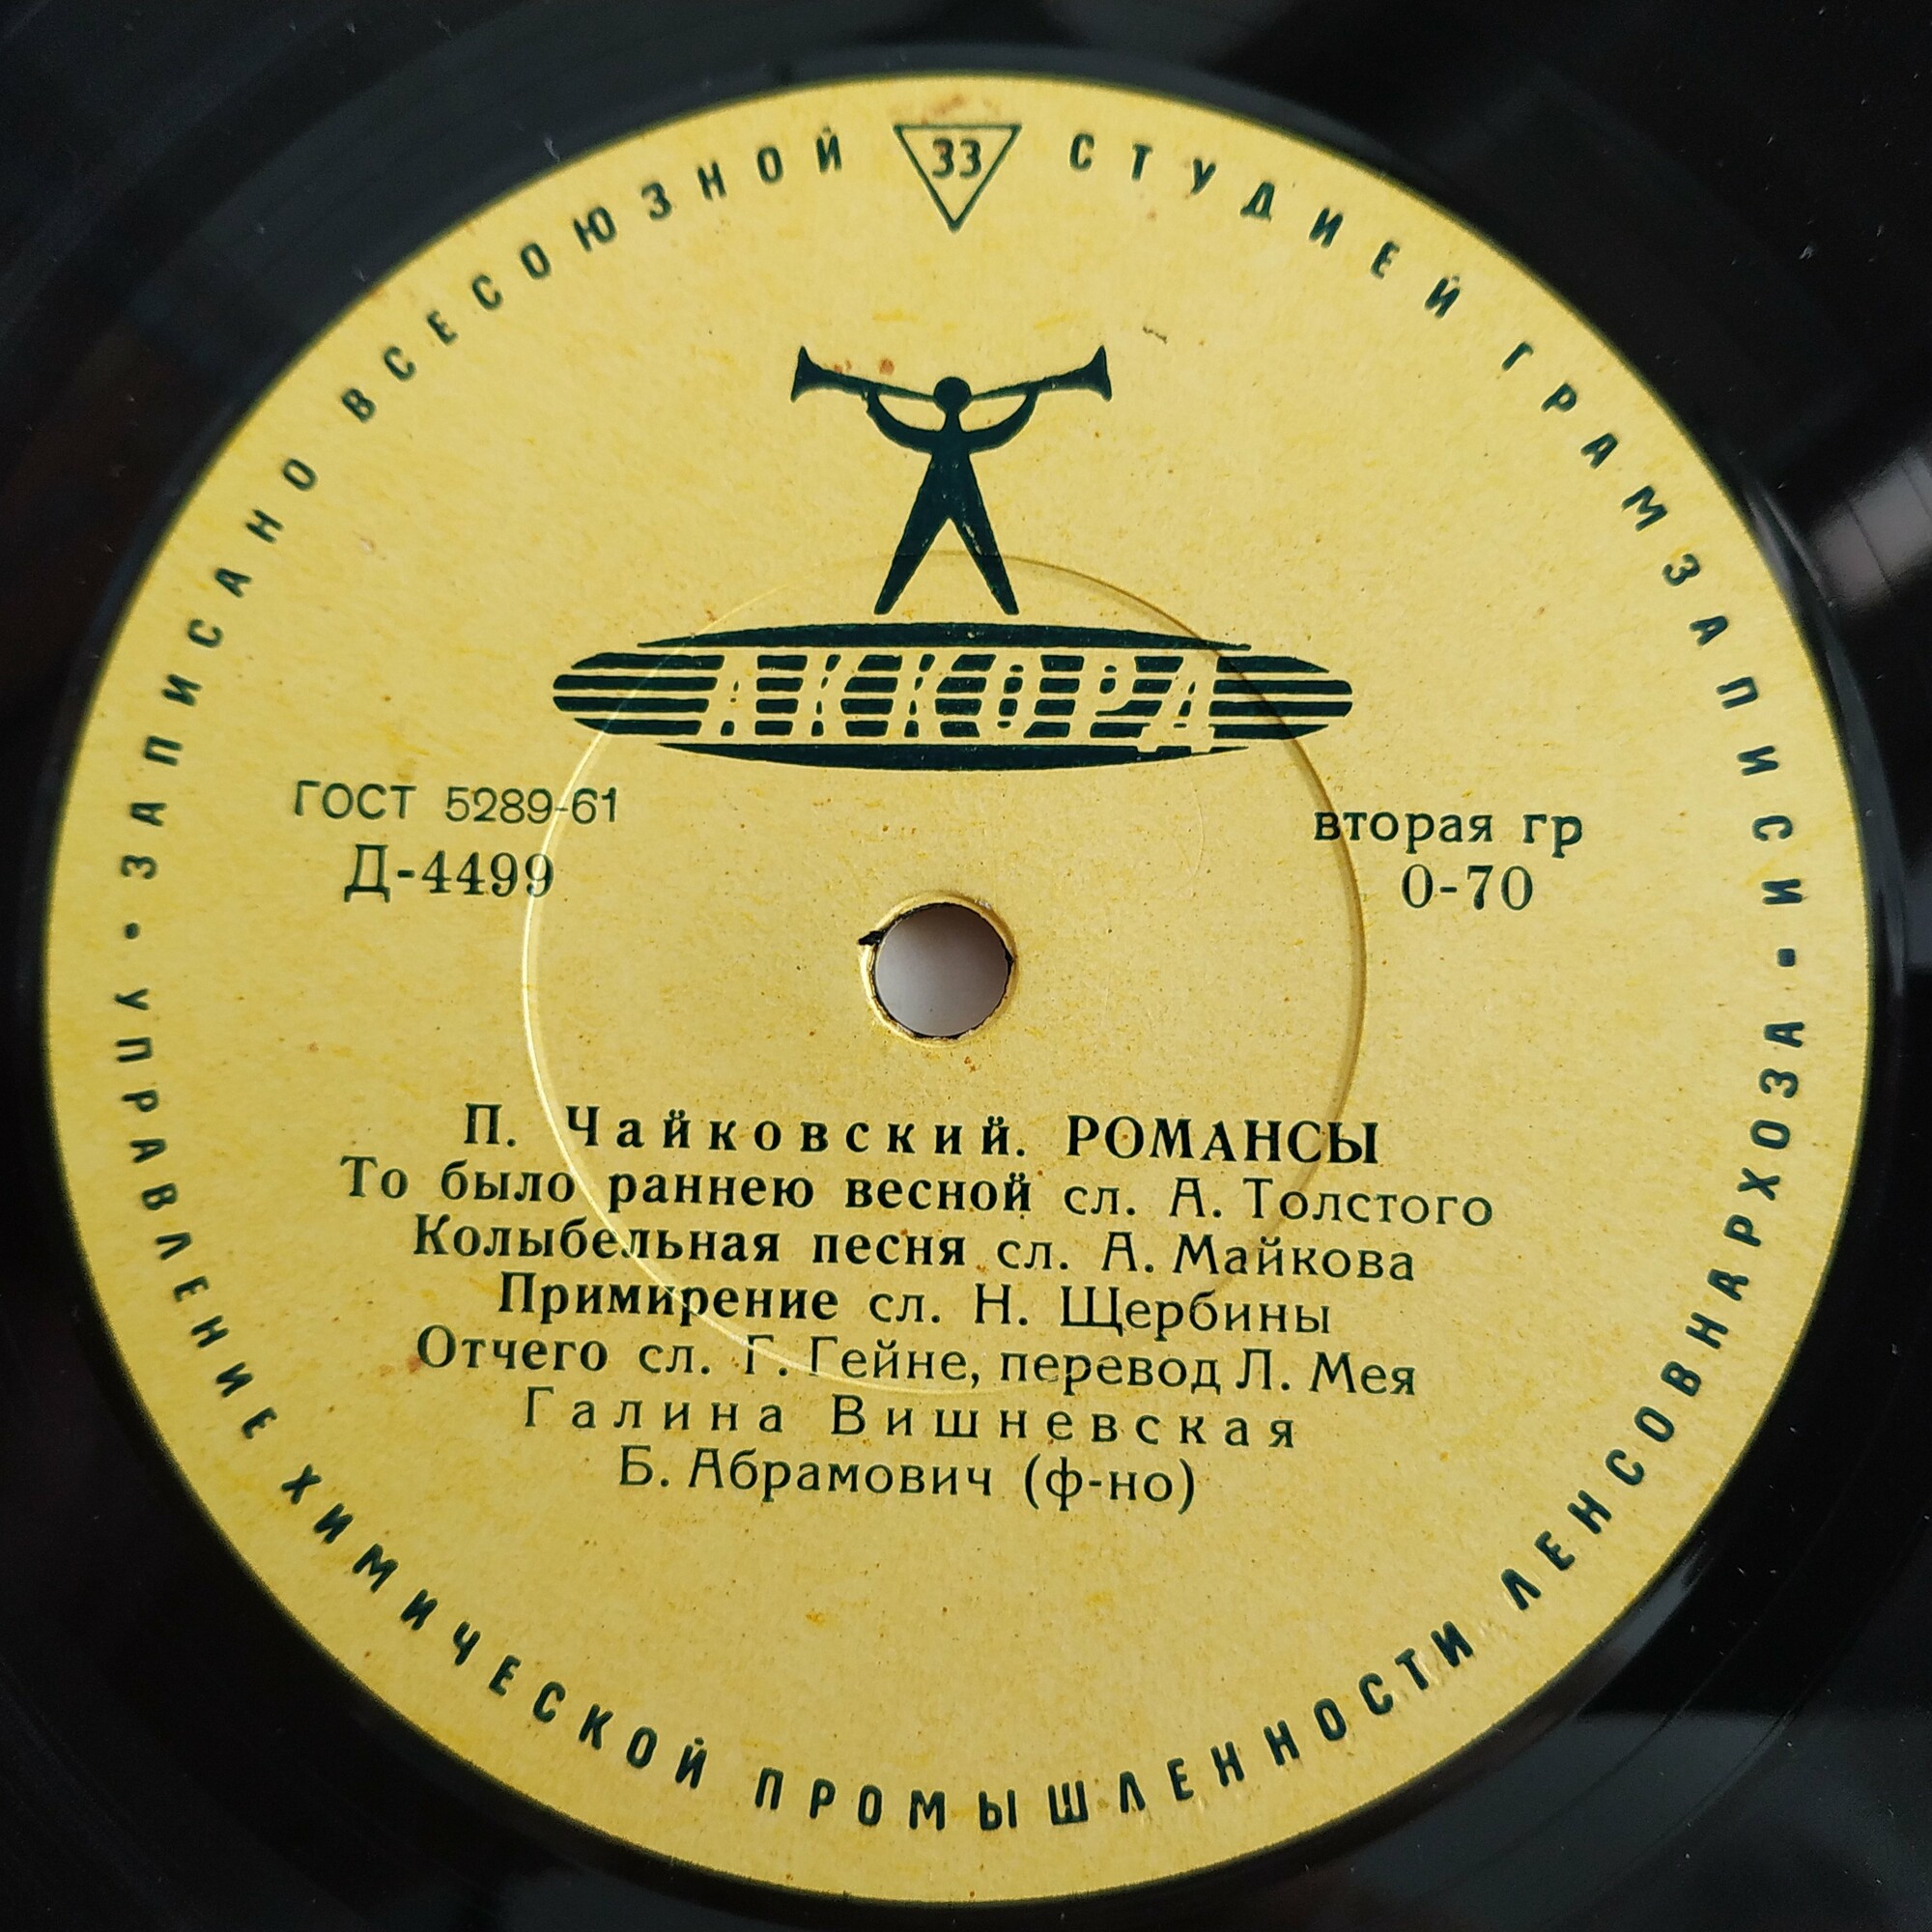 • ЗАПИСАНО ВСЕСОЮЗНОЙ СТУДИЕЙ ГРАМЗАПИСИ •
33
АККОРД
ГОСТ 5289-61
Д-4499
вторая гр
0-70
П. Чайковский. РОМАНСЫ
То было раннею весной сл. А. Толстого
Колыбельная песня сл. А. Майкова
Примирение сл. Н. Щербины
Отчего сл. Г. Гейне, перевод Л. Мея
Галина Вишневская
Б. Абрамович (ф-но)
УПРАВЛЕНИЕ ХИМИЧЕСКОЙ ПРОМЫШЛЕННОСТИ ЛЕНСОВНАРХОЗА